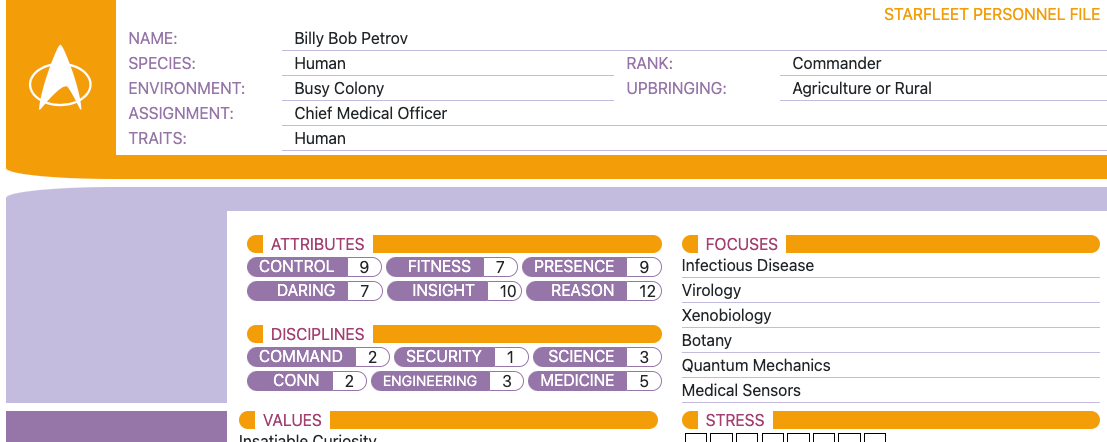 STARFLEET PERSONNEL FILE
NAME: Billy Bob Petrov
SPECIES: Human RANK: Commander
ENVIRONMENT: Busy Colony UPBRINGING: Agriculture or Rural
ASSIGNMENT: Chief Medical Officer
TRAITS: Human
ATTRIBUTES
CONTROL 9 FITNESS 7 PRESENCE 9
DARING 7 INSIGHT 10 REASON 12
DISCIPLINES
COMMAND 2 SECURITY 1 SCIENCE 3
CONN 2 ENGINEERING 3 MEDICINE 5
VALUES
Insatiable Curiosity
FOCUSES
Infectious Disease
Virology
Xenobiology
Botany
Quantum Mechanics
Medical Sensors
STRESS